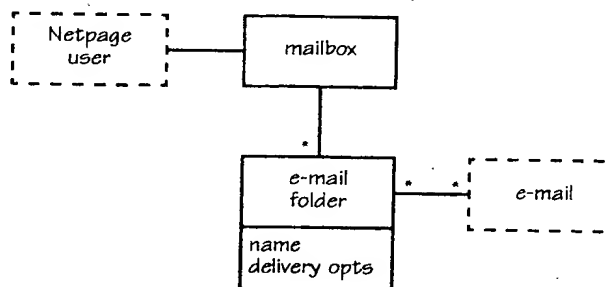 Netpage
user
mailbox
*
e-mail
folder
* *
e-mail
name
delivery opts